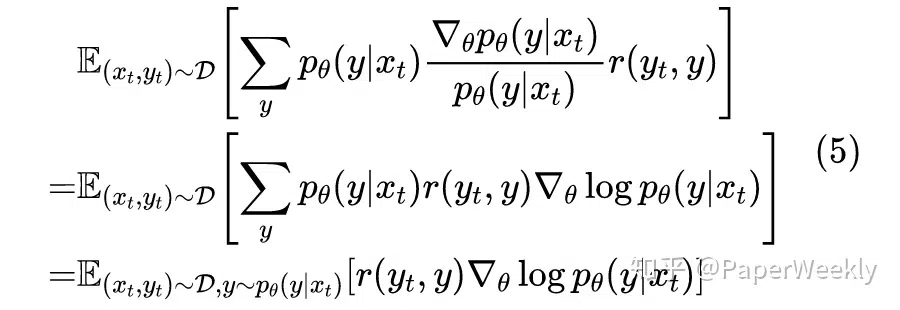 𝔼_{(x_t,y_t)∼𝒟}[∑_y p_θ(y|x_t) ∇_θ p_θ(y|x_t) / p_θ(y|x_t) r(y_t, y)]
=𝔼_{(x_t,y_t)∼𝒟}[∑_y p_θ(y|x_t)r(y_t, y)∇_θ log p_θ(y|x_t)] (5)
=𝔼_{(x_t,y_t)∼𝒟,y∼p_θ(y|x_t)}[r(y_t, y)∇_θ log p_θ(y|x_t)]
知乎 @PaperWeekly